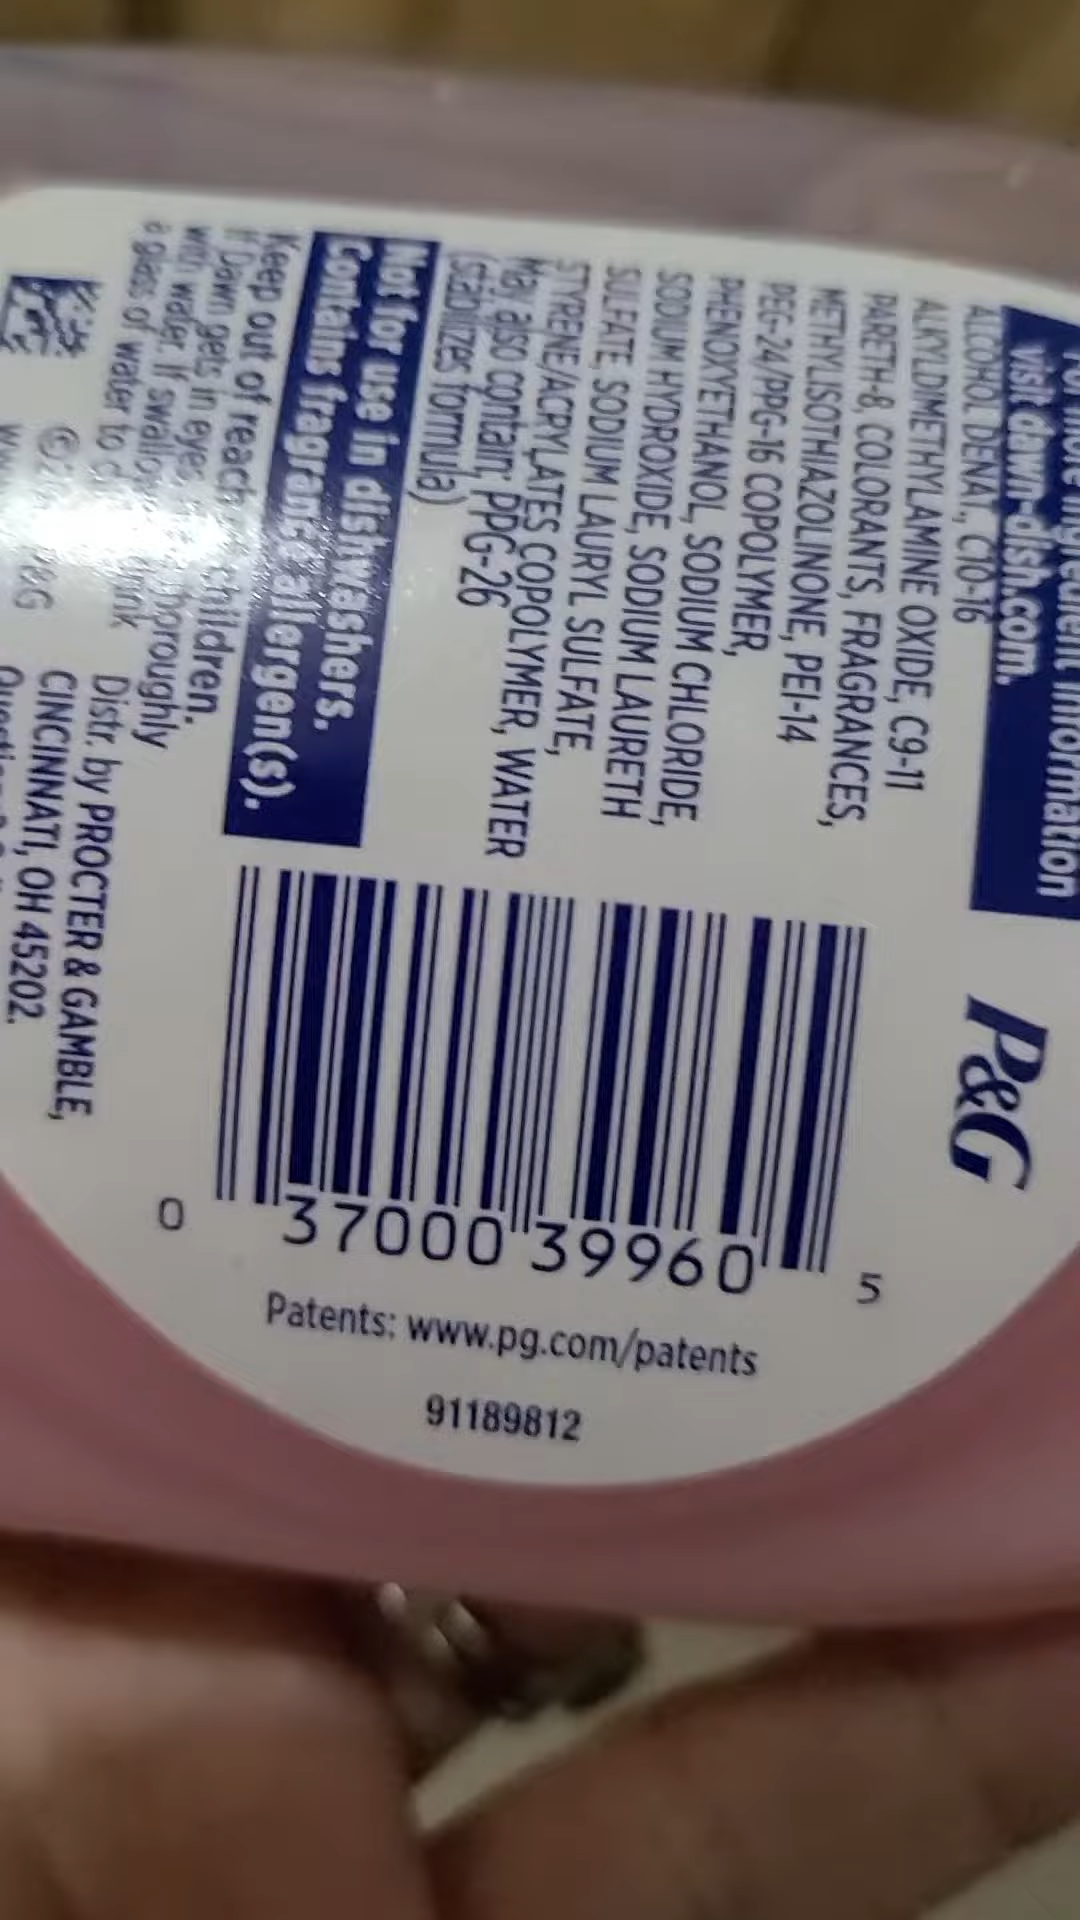 For more ingredient information
visit dawn-dish.com.
ALCOHOL DENAT., C10-16
ALKYLDIMETHYLAMINE OXIDE, C9-11
PARETH-8, COLORANTS, FRAGRANCES,
METHYLISOTHIAZOLINONE, PEI-14
PEG-24/PPG-16 COPOLYMER,
PHENOXYETHANOL, SODIUM CHLORIDE,
SODIUM HYDROXIDE, SODIUM LAURETH
SULFATE, SODIUM LAURYL SULFATE,
STYRENE/ACRYLATES COPOLYMER, WATER
May also contain: PPG-26
(stabilizes formula)
Not for use in dishwashers.
Contains fragrance allergen(s).
Keep out of reach children.
If Dawn gets in eyes thoroughly
with water. If
a glass of water to
Distr. by PROCTER & GAMBLE,
CINCINNATI, OH 45202.
P&G
0 37000 39960 5
Patents: www.pg.com/patents
91189812